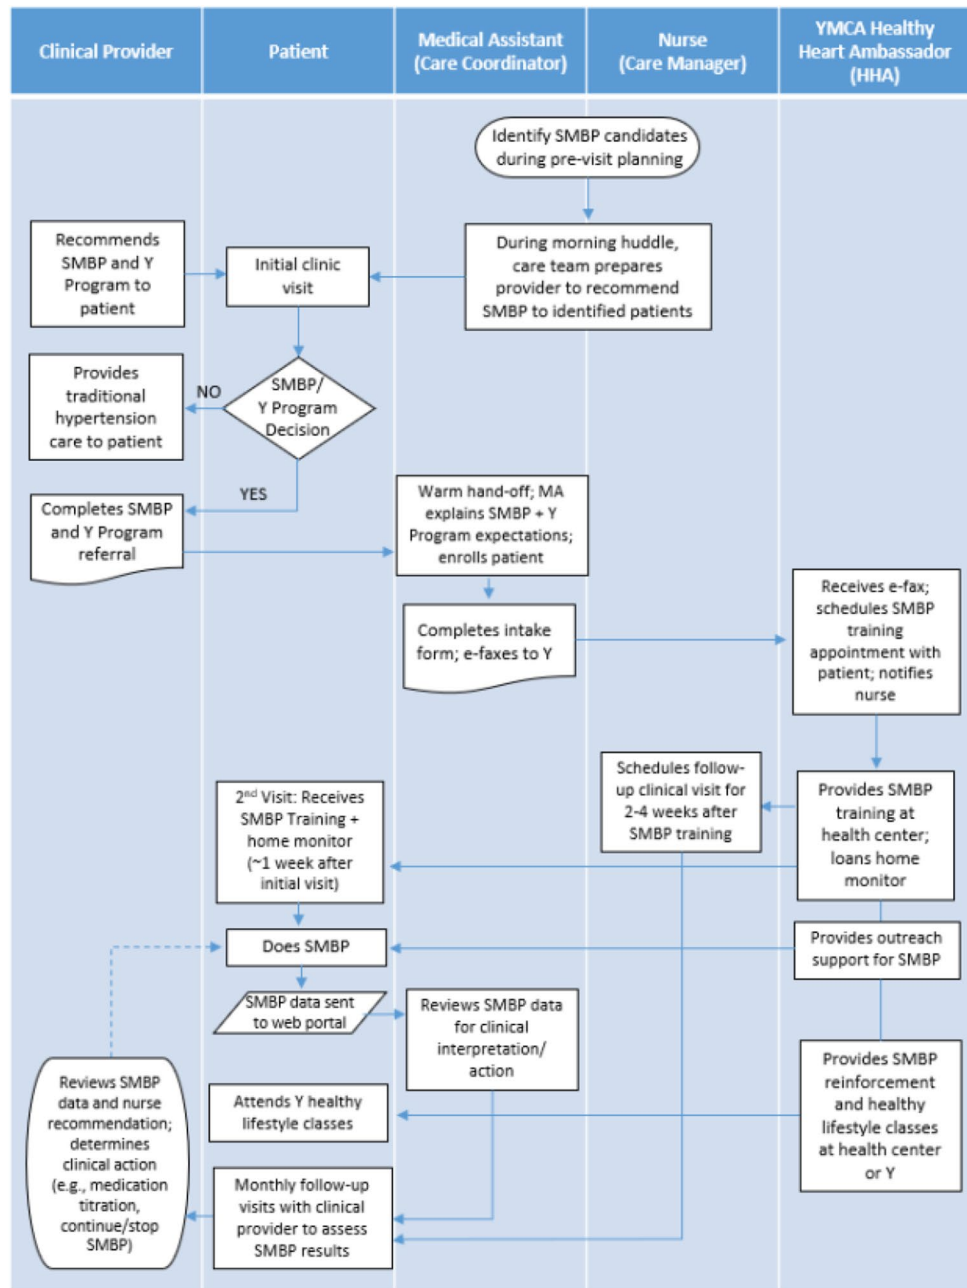 Clinical Provider
Patient
Medical Assistant
(Care Coordinator)
Nurse
(Care Manager)
YMCA Healthy
Heart Ambassador
(HHA)
Identify SMBP candidates
during pre-visit planning
Recommends
SMBP and Y
Program to
patient
Initial clinic
visit
During morning huddle,
care team prepares
provider to recommend
SMBP to identified patients
Provides
traditional
hypertension
care to patient
NO
SMBP/
Y Program
Decision
YES
Completes SMBP
and Y Program
referral
Warm hand-off; MA
explains SMBP + Y
Program expectations;
enrolls patient
Completes intake
form; e-faxes to Y
Receives e-fax;
schedules SMBP
training
appointment with
patient; notifies
nurse
2nd Visit: Receives
SMBP Training +
home monitor
(~1 week after
initial visit)
Schedules follow-
up clinical visit for
2-4 weeks after
SMBP training
Provides SMBP
training at
health center;
loans home
monitor
Does SMBP
Provides outreach
support for SMBP
SMBP data sent
to web portal
Reviews SMBP data
for clinical
interpretation/
action
Reviews SMBP
data and nurse
recommendation;
determines
clinical action
(e.g., medication
titration,
continue/stop
SMBP)
Attends Y healthy
lifestyle classes
Provides SMBP
reinforcement
and healthy
lifestyle classes
at health center
or Y
Monthly follow-up
visits with clinical
provider to assess
SMBP results